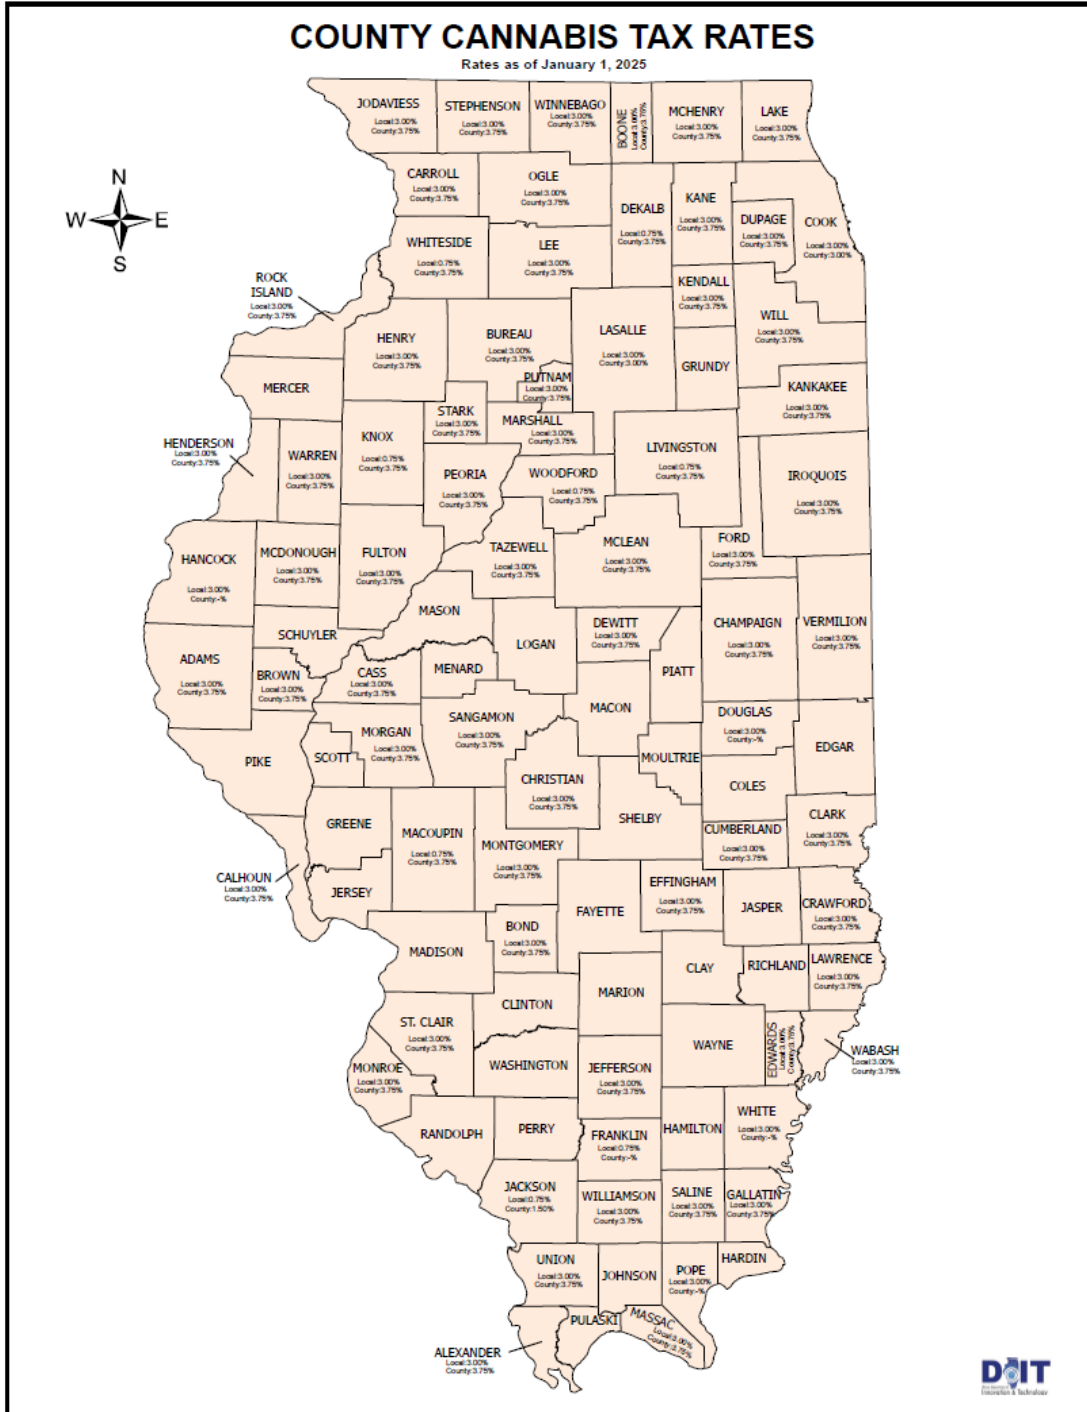 COUNTY CANNABIS TAX RATES
Rates as of January 1, 2025
JODAVIESS
Local:3.00%
County:3.75%
STEPHENSON
Local:3.00%
County:3.75%
WINNEBAGO
Local:3.00%
County:3.75%
BOONE
Local:3.00%
County:3.75%
MCHENRY
Local:3.00%
County:3.75%
LAKE
Local:3.00%
County:3.75%
N
W
E
S
CARROLL
Local:3.00%
County:3.75%
OGLE
Local:3.00%
County:3.75%
DEKALB
Local:0.75%
County:3.75%
KANE
Local:3.00%
County:3.75%
DUPAGE
Local:3.00%
County:3.75%
COOK
Local:3.00%
County:3.00%
WHITESIDE
Local:0.75%
County:3.75%
LEE
Local:3.00%
County:3.75%
ROCK
ISLAND
Local:3.00%
County:3.75%
KENDALL
Local:3.00%
County:3.75%
WILL
Local:3.00%
County:3.75%
HENRY
Local:3.00%
County:3.75%
BUREAU
Local:3.00%
County:3.75%
LASALLE
Local:3.00%
County:3.00%
GRUNDY
PUTNAM
Local:3.00%
County:3.75%
MERCER
KANKAKEE
Local:3.00%
County:3.75%
STARK
Local:3.00%
County:3.75%
MARSHALL
Local:3.00%
County:3.75%
HENDERSON
Local:3.00%
County:3.75%
WARREN
Local:3.00%
County:3.75%
KNOX
Local:0.75%
County:3.75%
PEORIA
Local:3.00%
County:3.75%
WOODFORD
Local:0.75%
County:3.75%
LIVINGSTON
Local:0.75%
County:3.75%
IROQUOIS
Local:3.00%
County:3.75%
HANCOCK
Local:3.00%
County:-%
MCDONOUGH
Local:3.00%
County:3.75%
FULTON
Local:3.00%
County:3.75%
TAZEWELL
Local:3.00%
County:3.75%
MCLEAN
Local:3.00%
County:3.75%
FORD
Local:3.00%
County:3.75%
MASON
SCHUYLER
LOGAN
DEWITT
Local:3.00%
County:3.75%
CHAMPAIGN
Local:3.00%
County:3.75%
VERMILION
Local:3.00%
County:3.75%
ADAMS
Local:3.00%
County:3.75%
BROWN
Local:3.00%
County:3.75%
CASS
Local:3.00%
County:3.75%
MENARD
PIATT
MACON
DOUGLAS
Local:3.00%
County:-%
SANGAMON
Local:3.00%
County:3.75%
MORGAN
Local:3.00%
County:3.75%
SCOTT
PIKE
MOULTRIE
EDGAR
CHRISTIAN
Local:3.00%
County:3.75%
COLES
GREENE
MACOUPIN
Local:0.75%
County:3.75%
MONTGOMERY
Local:3.00%
County:3.75%
SHELBY
CUMBERLAND
Local:3.00%
County:3.75%
CLARK
Local:3.00%
County:3.75%
CALHOUN
Local:3.00%
County:3.75%
JERSEY
EFFINGHAM
Local:3.00%
County:3.75%
FAYETTE
JASPER
CRAWFORD
Local:3.00%
County:3.75%
BOND
Local:3.00%
County:3.75%
MADISON
CLAY
RICHLAND
LAWRENCE
Local:3.00%
County:3.75%
MARION
CLINTON
ST. CLAIR
Local:3.00%
County:3.75%
WAYNE
EDWARDS
Local:3.00%
County:3.75%
WABASH
Local:3.00%
County:3.75%
MONROE
Local:3.00%
County:3.75%
WASHINGTON
JEFFERSON
Local:3.00%
County:3.75%
WHITE
Local:3.00%
County:-%
RANDOLPH
PERRY
FRANKLIN
Local:0.75%
County:-%
HAMILTON
JACKSON
Local:0.75%
County:1.50%
WILLIAMSON
Local:3.00%
County:3.75%
SALINE
Local:3.00%
County:3.75%
GALLATIN
Local:3.00%
County:3.75%
UNION
Local:3.00%
County:3.75%
JOHNSON
POPE
Local:3.00%
County:-%
HARDIN
PULASKI
MASSAC
Local:3.00%
County:3.75%
ALEXANDER
Local:3.00%
County:3.75%
DoIT
Innovation & Technology